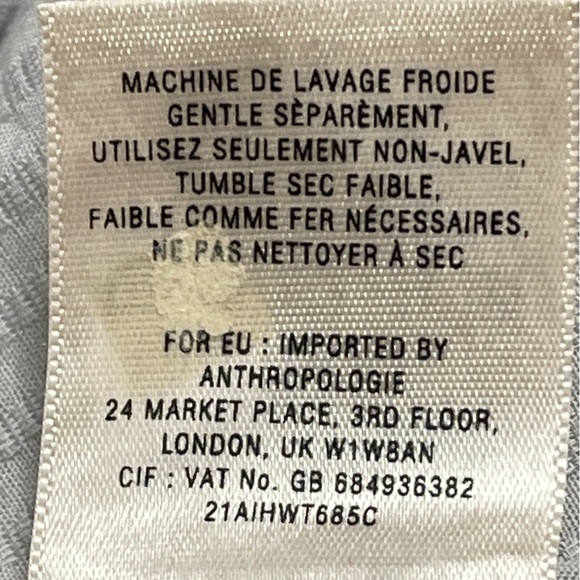 MACHINE DE LAVAGE FROIDE
GENTLE SÈPARÈMENT,
UTILISEZ SEULEMENT NON-JAVEL,
TUMBLE SEC FAIBLE,
FAIBLE COMME FER NÉCESSAIRES,
NE PAS NETTOYER À SEC
FOR EU : IMPORTED BY
ANTHROPOLOGIE
24 MARKET PLACE, 3RD FLOOR,
LONDON, UK W1W8AN
CIF : VAT No. GB 684936382
21AIHWT685C